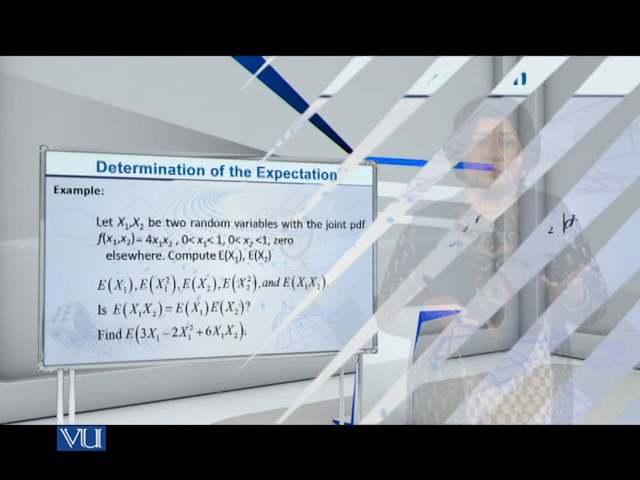 Determination of the Expectation
Example:
Let X₁,X₂ be two random variables with the joint pdf
f(x₁,x₂)= 4x₁x₂ , 0< x₁< 1, 0< x₂ <1, zero
elsewhere. Compute E(X₁), E(X₂)
E(X₁), E(X₁²), E(X₂), E(X₂²), and E(X₁X₂).
Is E(X₁X₂) = E(X₁) E(X₂)?
Find E(3X₁ − 2X₁² + 6X₁X₂).
VU